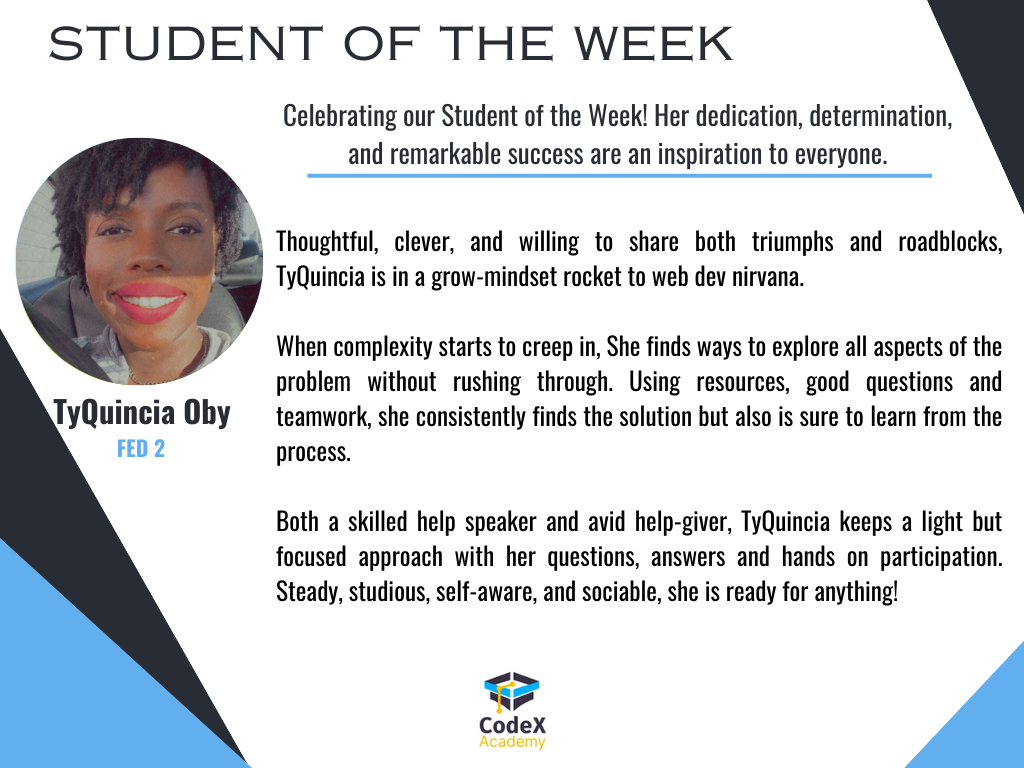 STUDENT OF THE WEEK
Celebrating our Student of the Week! Her dedication, determination,
and remarkable success are an inspiration to everyone.
Thoughtful, clever, and willing to share both triumphs and roadblocks,
TyQuincia is in a grow-mindset rocket to web dev nirvana.
When complexity starts to creep in, She finds ways to explore all aspects of the
problem without rushing through. Using resources, good questions and
teamwork, she consistently finds the solution but also is sure to learn from the
process.
Both a skilled help speaker and avid help-giver, TyQuincia keeps a light but
focused approach with her questions, answers and hands on participation.
Steady, studious, self-aware, and sociable, she is ready for anything!
TyQuincia Oby
FED 2
CodeX
Academy